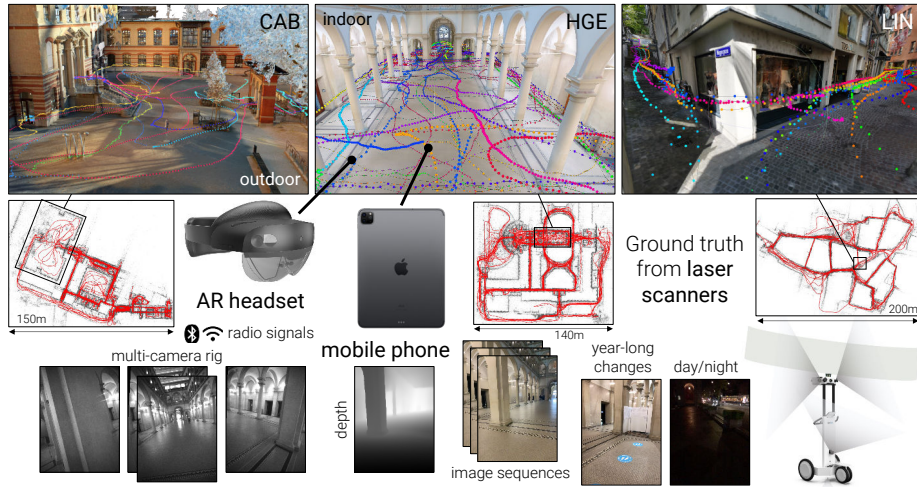 CAB
outdoor
indoor
HGE
LIN
150m
AR headset
radio signals
multi-camera rig
mobile phone
depth
140m
image sequences
Ground truth
from laser
scanners
200m
year-long
changes
day/night